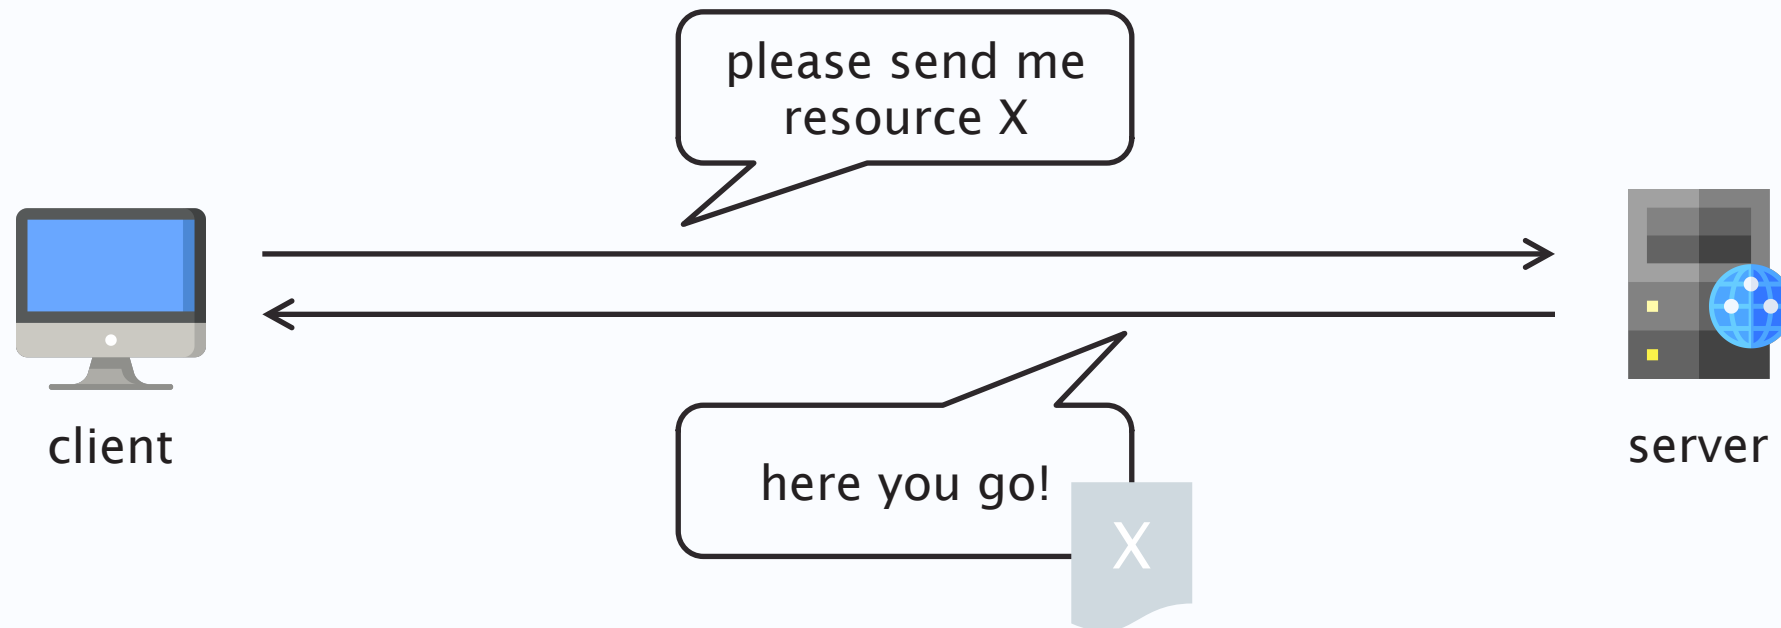 please send me
resource X
client
server
here you go!
X